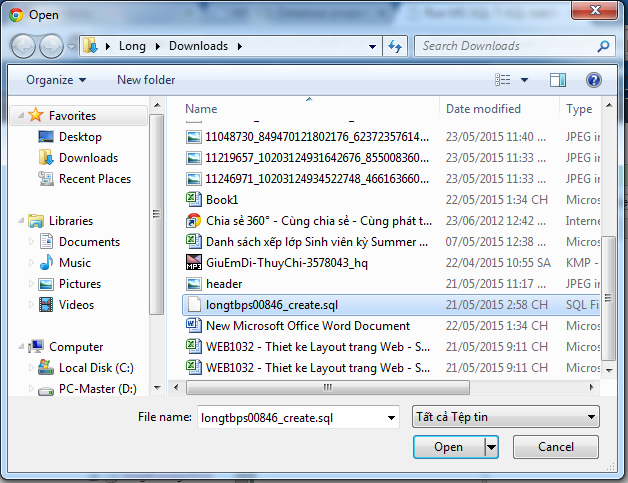 Open
Long
Downloads
Search Downloads
Organize
New folder
Favorites
Desktop
Downloads
Recent Places
Libraries
Documents
Music
Pictures
Videos
Computer
Local Disk (C:)
PC-Master (D:)
Name Date modified Type
11048730_849470121802176_62372357614... 23/05/2015 11:40 ... JPEG in
11219657_10203124931642676_855008360... 23/05/2015 11:33 ... JPEG in
11246971_10203124934522748_466163660... 23/05/2015 11:33 ... JPEG in
Book1 22/05/2015 1:34 CH Micros
Chia sẻ 360° - Cùng chia sẻ - Cùng phát t... 23/06/2012 12:42 ... Interne
Danh sách xếp lớp Sinh viên kỳ Summer ... 07/05/2015 12:38 ... Micros
GiuEmDi-ThuyChi-3578043_hq 22/04/2015 10:55 SA KMP -
header 21/05/2015 11:17 ... JPEG in
longtbps00846_create.sql 21/05/2015 2:58 CH SQL Fi
New Microsoft Office Word Document 22/05/2015 1:34 CH Micros
WEB1032 - Thiet ke Layout trang Web - S... 21/05/2015 9:11 CH Micros
WEB1032 - Thiet ke Layout trang Web - S... 21/05/2015 9:11 CH Micros
File name: longtbps00846_create.sql
Tất cả Tệp tin
Open
Cancel